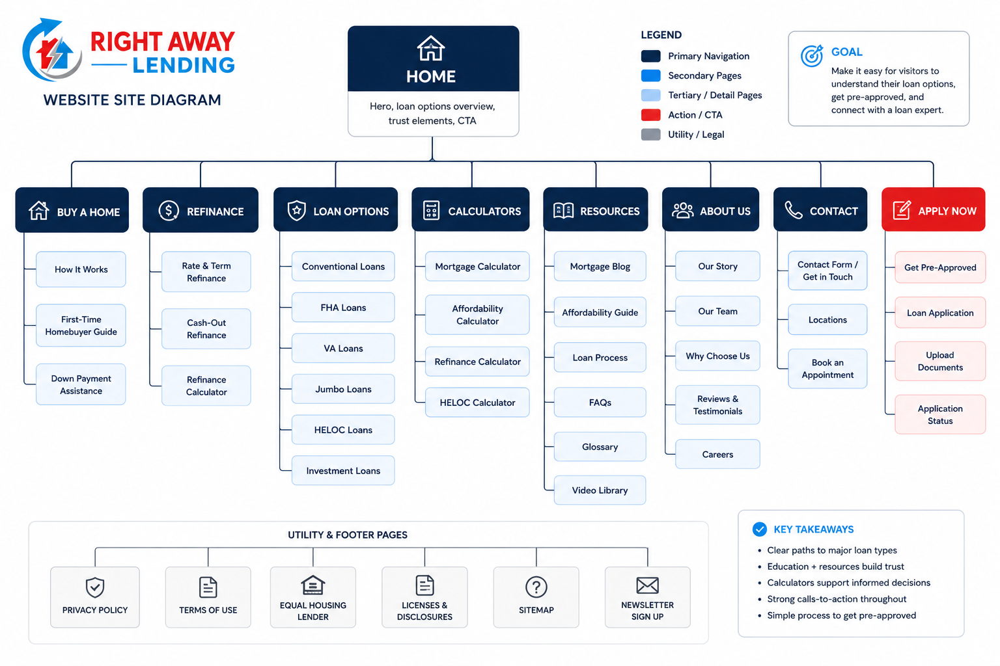 RIGHT AWAY
LENDING
WEBSITE SITE DIAGRAM
HOME
Hero, loan options overview,
trust elements, CTA
LEGEND
Primary Navigation
Secondary Pages
Tertiary / Detail Pages
Action / CTA
Utility / Legal
GOAL
Make it easy for visitors to
understand their loan options,
get pre-approved, and
connect with a loan expert.
BUY A HOME
How It Works
First-Time
Homebuyer Guide
Down Payment
Assistance
REFINANCE
Rate & Term
Refinance
Cash-Out
Refinance
Refinance
Calculator
LOAN OPTIONS
Conventional Loans
FHA Loans
VA Loans
Jumbo Loans
HELOC Loans
Investment Loans
CALCULATORS
Mortgage Calculator
Affordability
Calculator
Refinance Calculator
HELOC Calculator
RESOURCES
Mortgage Blog
Affordability Guide
Loan Process
FAQs
Glossary
Video Library
ABOUT US
Our Story
Our Team
Why Choose Us
Reviews &
Testimonials
Careers
CONTACT
Contact Form /
Get in Touch
Locations
Book an
Appointment
APPLY NOW
Get Pre-Approved
Loan Application
Upload
Documents
Application
Status
UTILITY & FOOTER PAGES
PRIVACY POLICY
TERMS OF USE
EQUAL HOUSING
LENDER
LICENSES &
DISCLOSURES
SITEMAP
NEWSLETTER
SIGN UP
KEY TAKEAWAYS
• Clear paths to major loan types
• Education + resources build trust
• Calculators support informed decisions
• Strong calls-to-action throughout
• Simple process to get pre-approved